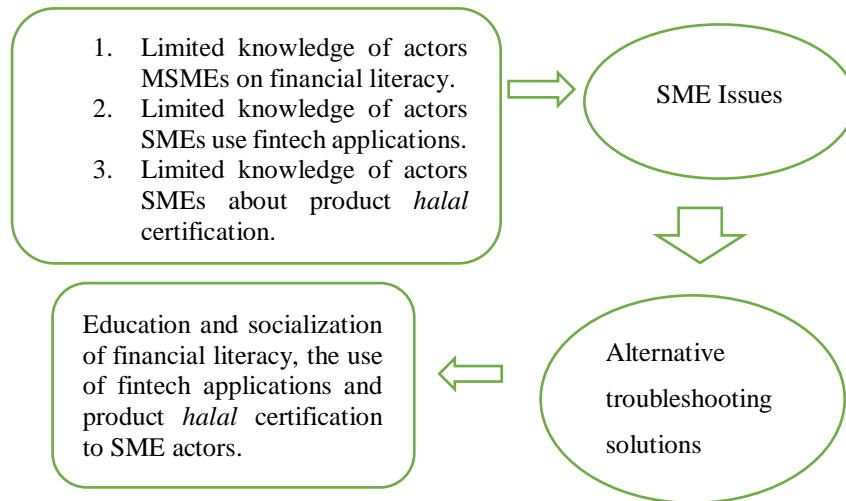 1. Limited knowledge of actors
MSMEs on financial literacy.
2. Limited knowledge of actors
SMEs use fintech applications.
3. Limited knowledge of actors
SMEs about product halal
certification.
SME Issues
Alternative
troubleshooting
solutions
Education and socialization
of financial literacy, the use
of fintech applications and
product halal certification
to SME actors.